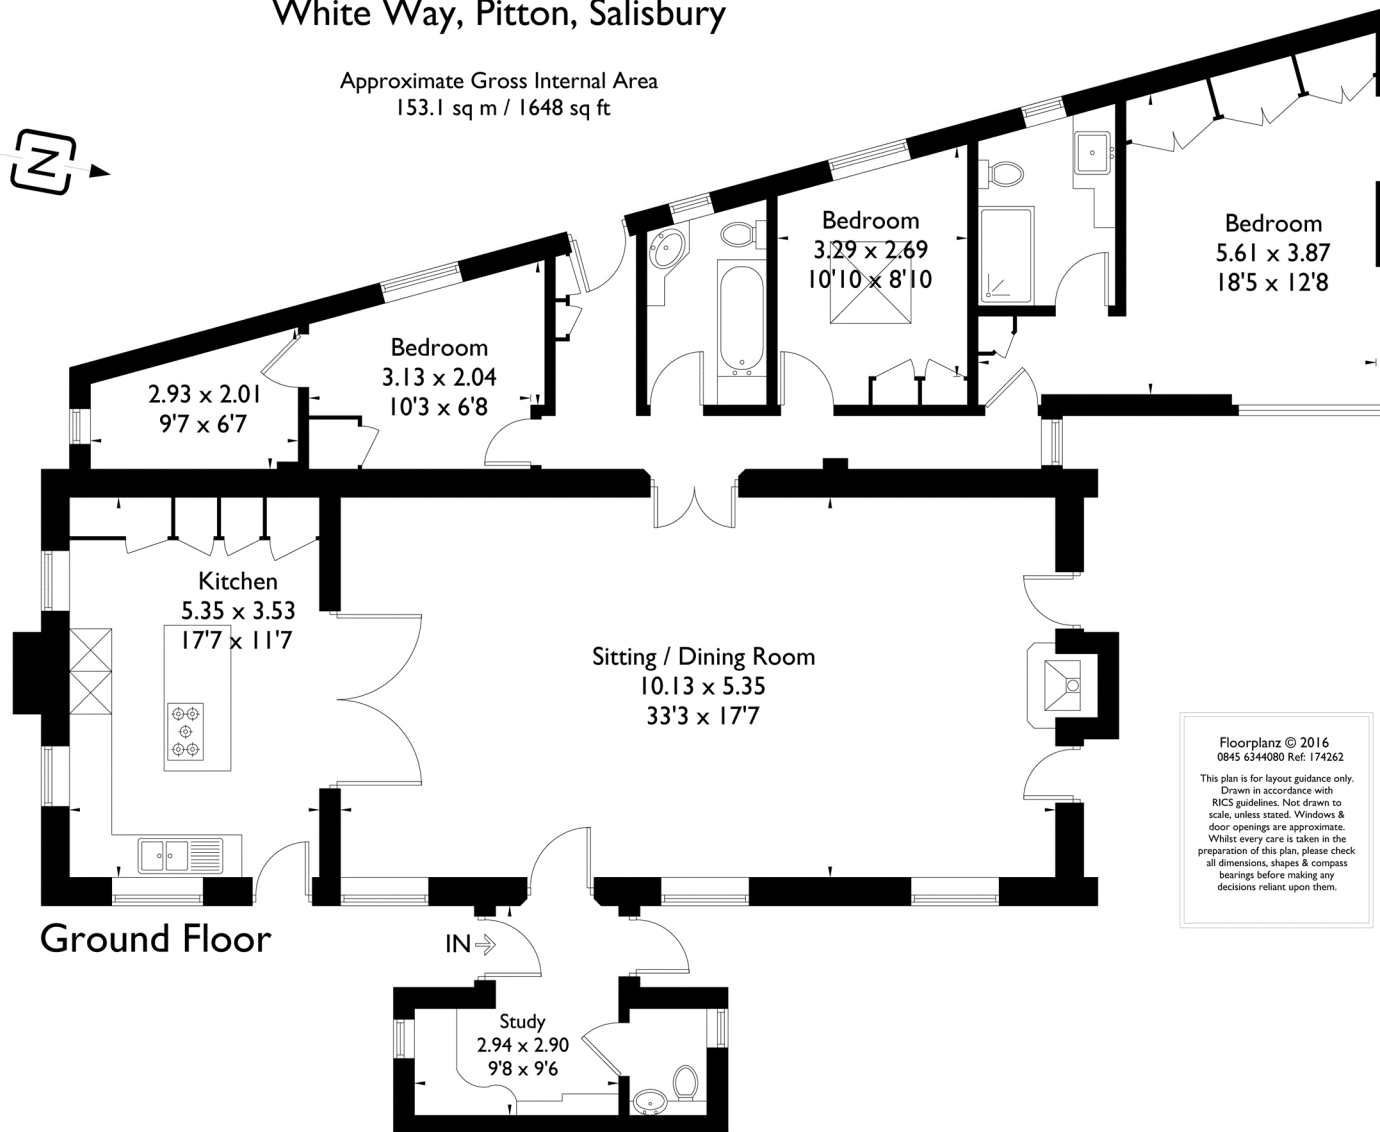 White Way, Pitton, Salisbury
Approximate Gross Internal Area
153.1 sq m / 1648 sq ft
N
Bedroom
5.61 x 3.87
18'5 x 12'8
Bedroom
3.29 x 2.69
10'10 x 8'10
Bedroom
3.13 x 2.04
10'3 x 6'8
2.93 x 2.01
9'7 x 6'7
Kitchen
5.35 x 3.53
17'7 x 11'7
Sitting / Dining Room
10.13 x 5.35
33'3 x 17'7
Floorplanz © 2016
0845 6344080 Ref: 174262
This plan is for layout guidance only.
Drawn in accordance with
RICS guidelines. Not drawn to
scale, unless stated. Windows &
door openings are approximate.
Whilst every care is taken in the
preparation of this plan, please check
all dimensions, shapes & compass
bearings before making any
decisions reliant upon them.
Ground Floor
IN
Study
2.94 x 2.90
9'8 x 9'6